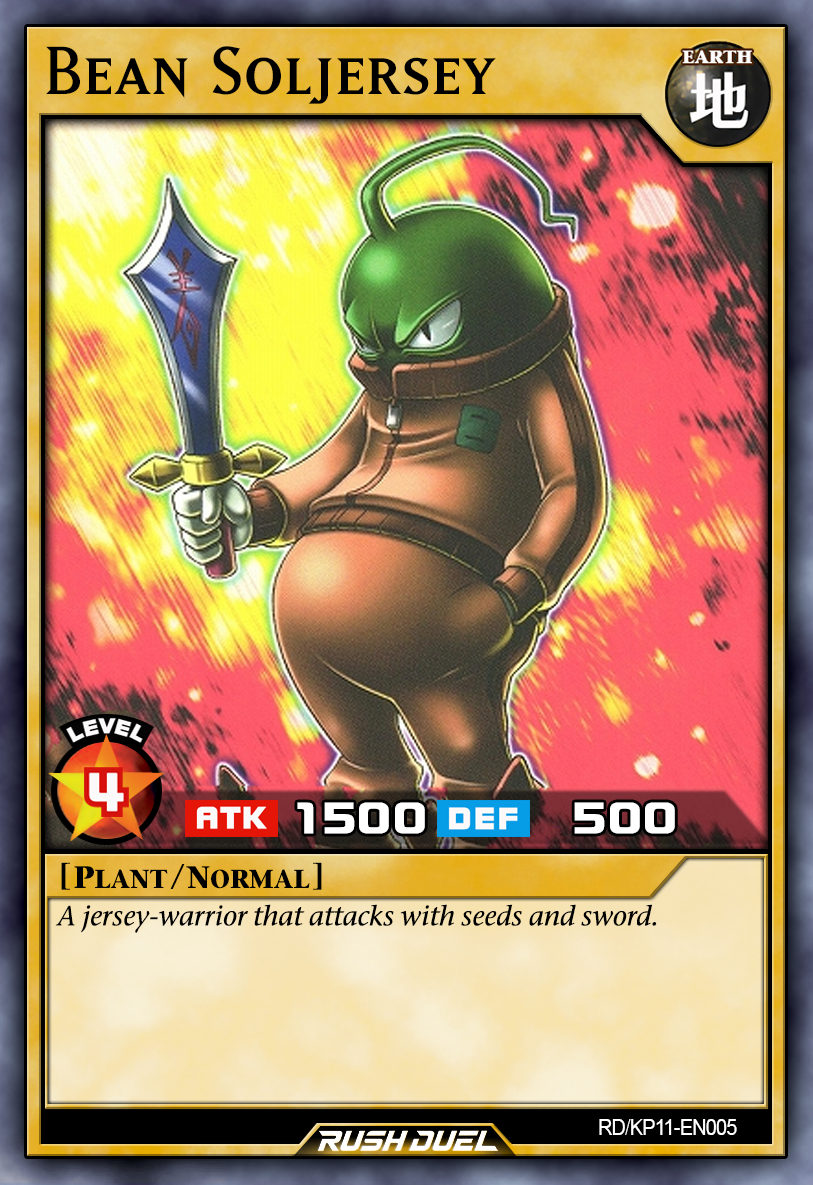 Bean Soljersey
EARTH
地
LEVEL
4
ATK 1500 DEF 500
[Plant/Normal]
A jersey-warrior that attacks with seeds and sword.
RD/KP11-EN005
RUSH DUEL